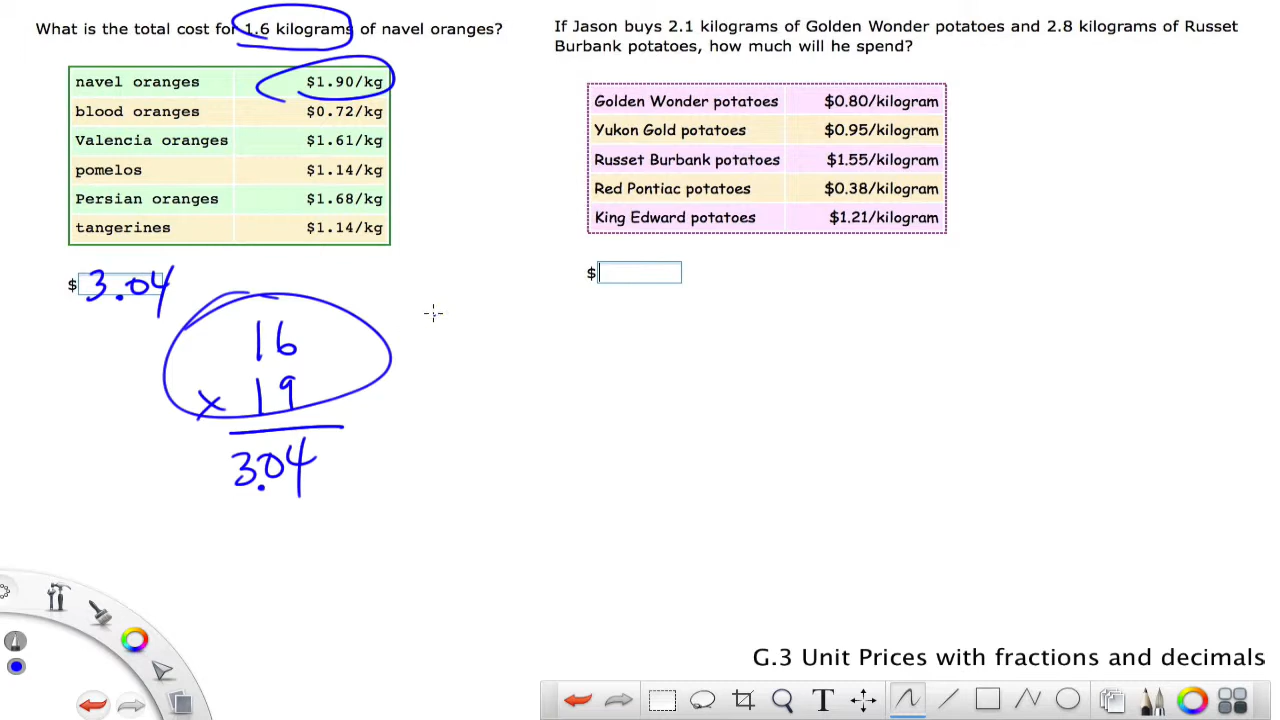 What is the total cost for 1.6 kilograms of navel oranges?
navel oranges $1.90/kg
blood oranges $0.72/kg
Valencia oranges $1.61/kg
pomelos $1.14/kg
Persian oranges $1.68/kg
tangerines $1.14/kg
$ 3.04
16
x 19
3.04
If Jason buys 2.1 kilograms of Golden Wonder potatoes and 2.8 kilograms of Russet
Burbank potatoes, how much will he spend?
Golden Wonder potatoes $0.80/kilogram
Yukon Gold potatoes $0.95/kilogram
Russet Burbank potatoes $1.55/kilogram
Red Pontiac potatoes $0.38/kilogram
King Edward potatoes $1.21/kilogram
$
G.3 Unit Prices with fractions and decimals
T